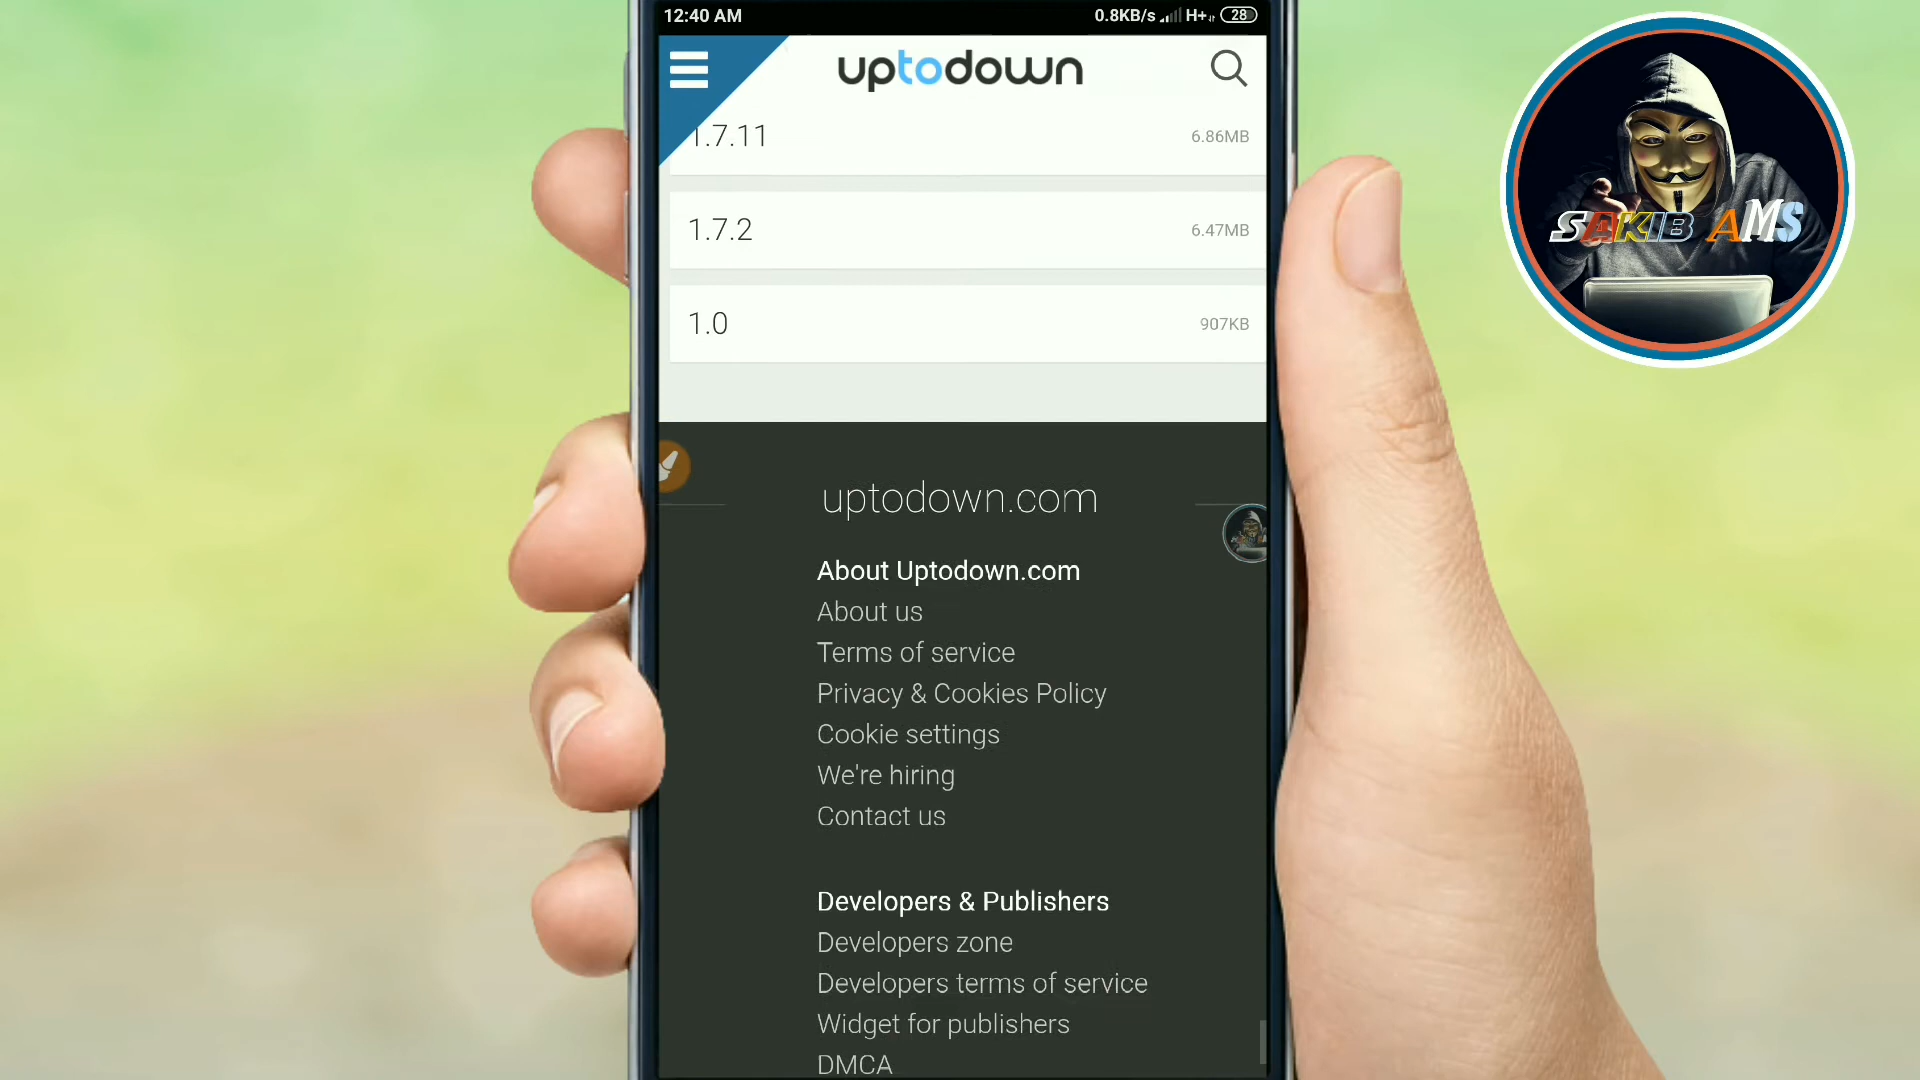 12:40 AM 0.8KB/s H+ 28
uptodown
1.7.11 6.86MB
1.7.2 6.47MB
1.0 907KB
uptodown.com
About Uptodown.com
About us
Terms of service
Privacy & Cookies Policy
Cookie settings
We're hiring
Contact us
Developers & Publishers
Developers zone
Developers terms of service
Widget for publishers
DMCA
SAKIB AMS